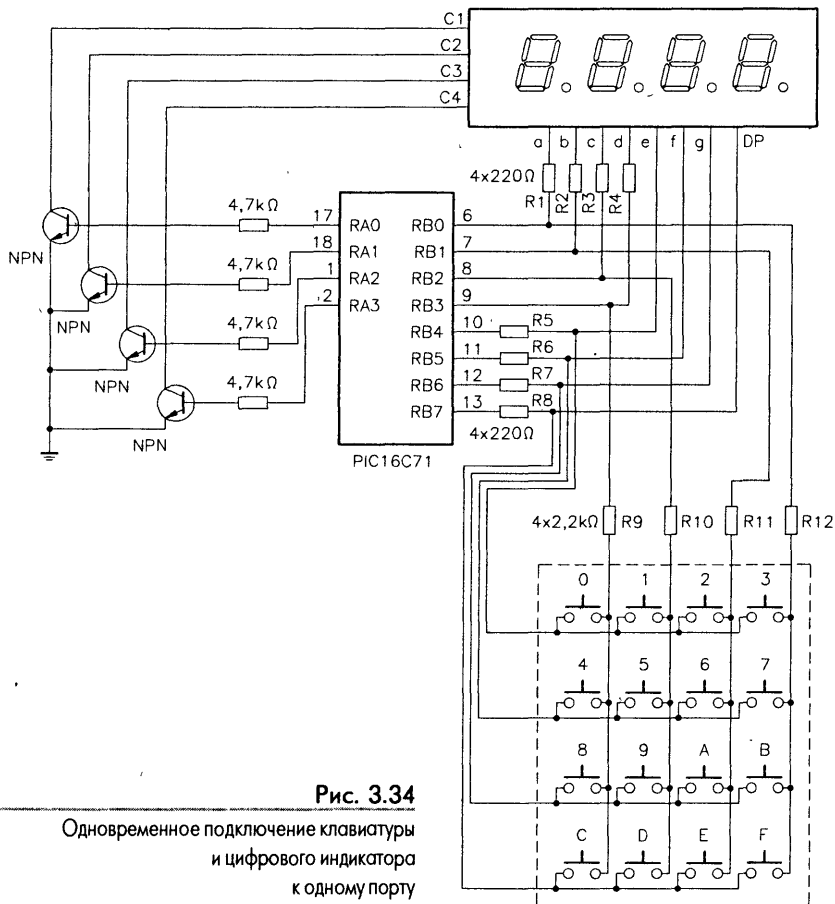 C1
C2
C3
C4
a b c d e f g DP
4x220Ω
R1 R2 R3 R4
4,7kΩ 17 RA0 RB0 6
NPN
18 RA1 RB1 7
4,7kΩ 1 RA2 RB2 8
NPN
2 RA3 RB3 9
4,7kΩ
RB4 10 R5
RB5 11 R6
NPN
4,7kΩ
RB6 12 R7
RB7 13 R8
NPN
4x220Ω
PIC16C71
4x2,2kΩ R9 R10 R11 R12
0 1 2 3
4 5 6 7
8 9 A B
C D E F
Рис. 3.34
Одновременное подключение клавиатуры
и цифрового индикатора
к одному порту